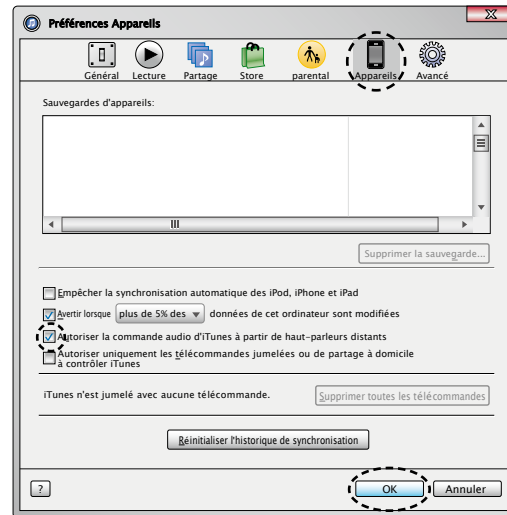 Préférences Appareils
Général Lecture Partage Store parental Appareils Avancé
Sauvegardes d'appareils:
Supprimer la sauvegarde...
Empêcher la synchronisation automatique des iPod, iPhone et iPad
Avertir lorsque plus de 5% des données de cet ordinateur sont modifiées
Autoriser la commande audio d'iTunes à partir de haut-parleurs distants
Autoriser uniquement les télécommandes jumelées ou de partage à domicile
à contrôler iTunes
iTunes n'est jumelé avec aucune télécommande. Supprimer toutes les télécommandes
Réinitialiser l'historique de synchronisation
? OK Annuler